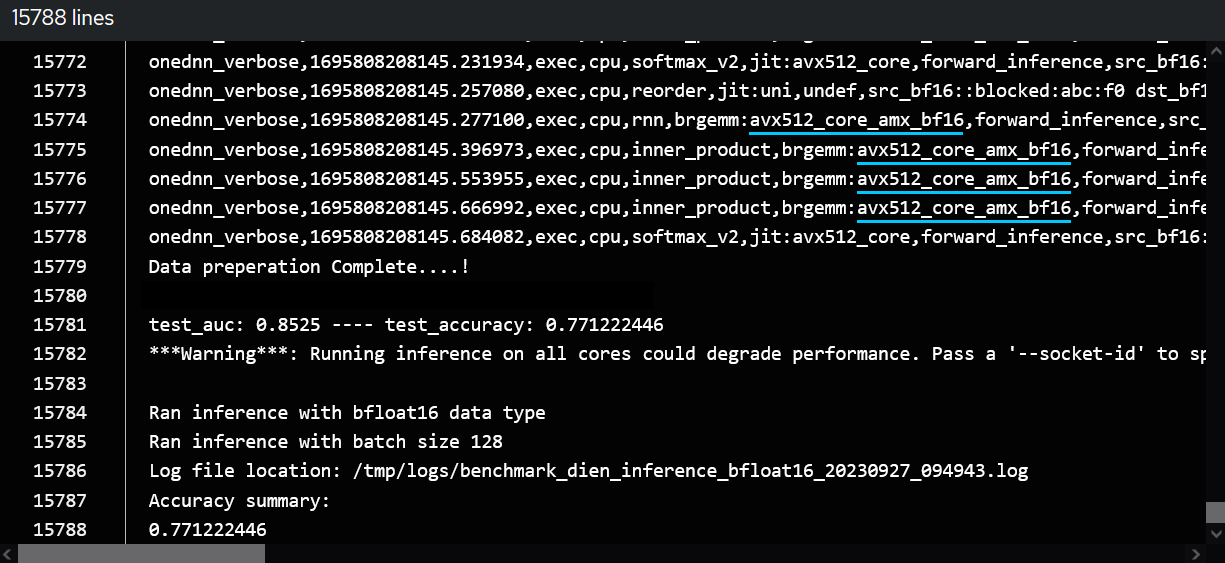 15788 lines
15772 onednn_verbose,1695808208145.231934,exec,cpu,softmax_v2,jit:avx512_core,forward_inference,src_bf16:
15773 onednn_verbose,1695808208145.257080,exec,cpu,reorder,jit:uni,undef,src_bf16::blocked:abc:f0 dst_bf1
15774 onednn_verbose,1695808208145.277100,exec,cpu,rnn,brgemm:avx512_core_amx_bf16,forward_inference,src_
15775 onednn_verbose,1695808208145.396973,exec,cpu,inner_product,brgemm:avx512_core_amx_bf16,forward_infe
15776 onednn_verbose,1695808208145.553955,exec,cpu,inner_product,brgemm:avx512_core_amx_bf16,forward_infe
15777 onednn_verbose,1695808208145.666992,exec,cpu,inner_product,brgemm:avx512_core_amx_bf16,forward_infe
15778 onednn_verbose,1695808208145.684082,exec,cpu,softmax_v2,jit:avx512_core,forward_inference,src_bf16:
15779 Data preperation Complete....!
15780
15781 test_auc: 0.8525 ---- test_accuracy: 0.771222446
15782 ***Warning***: Running inference on all cores could degrade performance. Pass a '--socket-id' to sp
15783
15784 Ran inference with bfloat16 data type
15785 Ran inference with batch size 128
15786 Log file location: /tmp/logs/benchmark_dien_inference_bfloat16_20230927_094943.log
15787 Accuracy summary:
15788 0.771222446